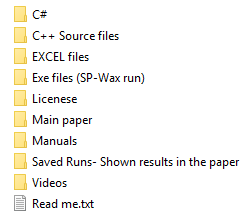 C#
C++ Source files
EXCEL files
Exe files (SP-Wax run)
Licenese
Main paper
Manuals
Saved Runs- Shown results in the paper
Videos
Read me.txt